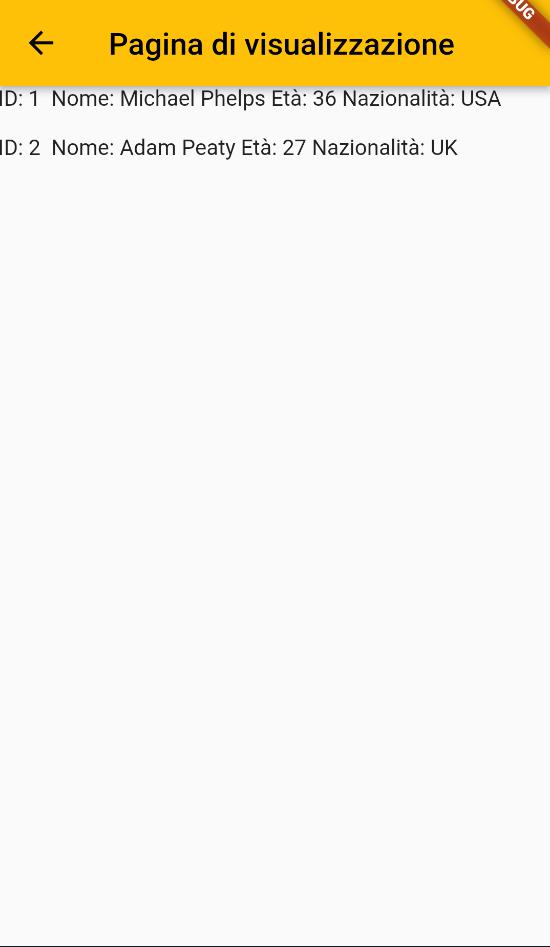 Pagina di visualizzazione
ID: 1 Nome: Michael Phelps Età: 36 Nazionalità: USA
ID: 2 Nome: Adam Peaty Età: 27 Nazionalità: UK